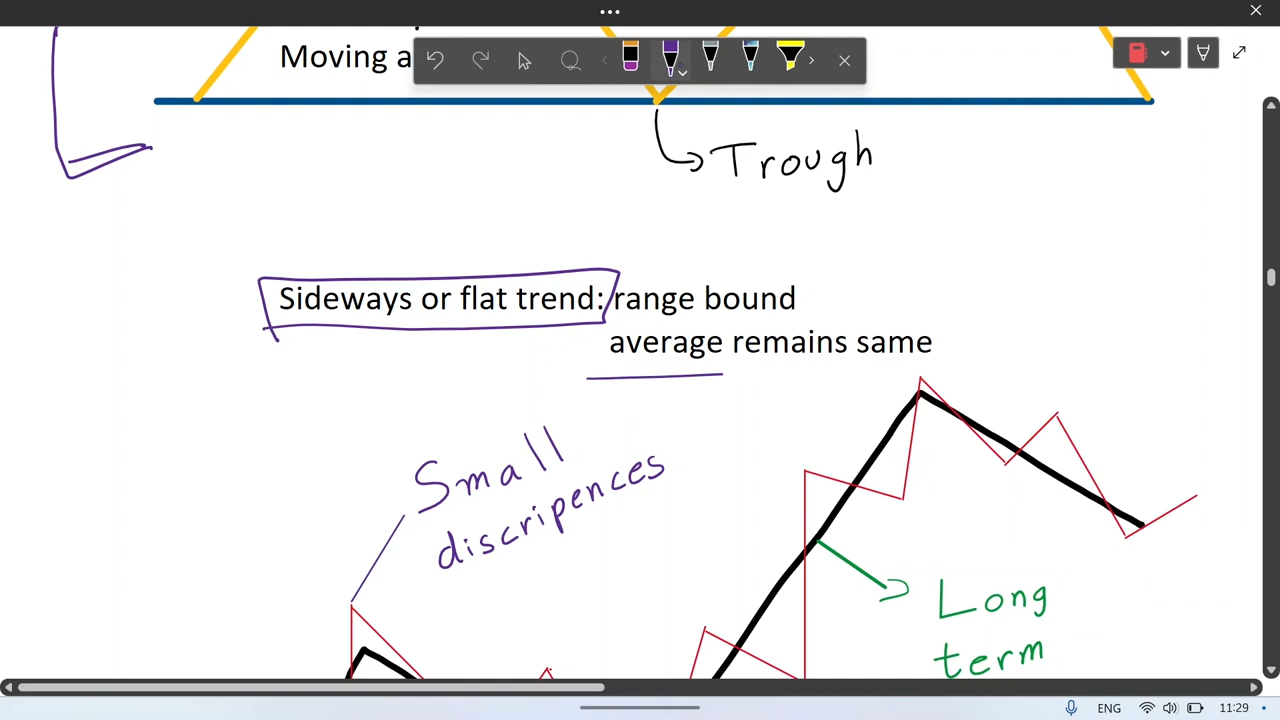 Moving a
Trough
Sideways or flat trend: range bound
average remains same
Small
discripences
Long
term
ENG
11:29